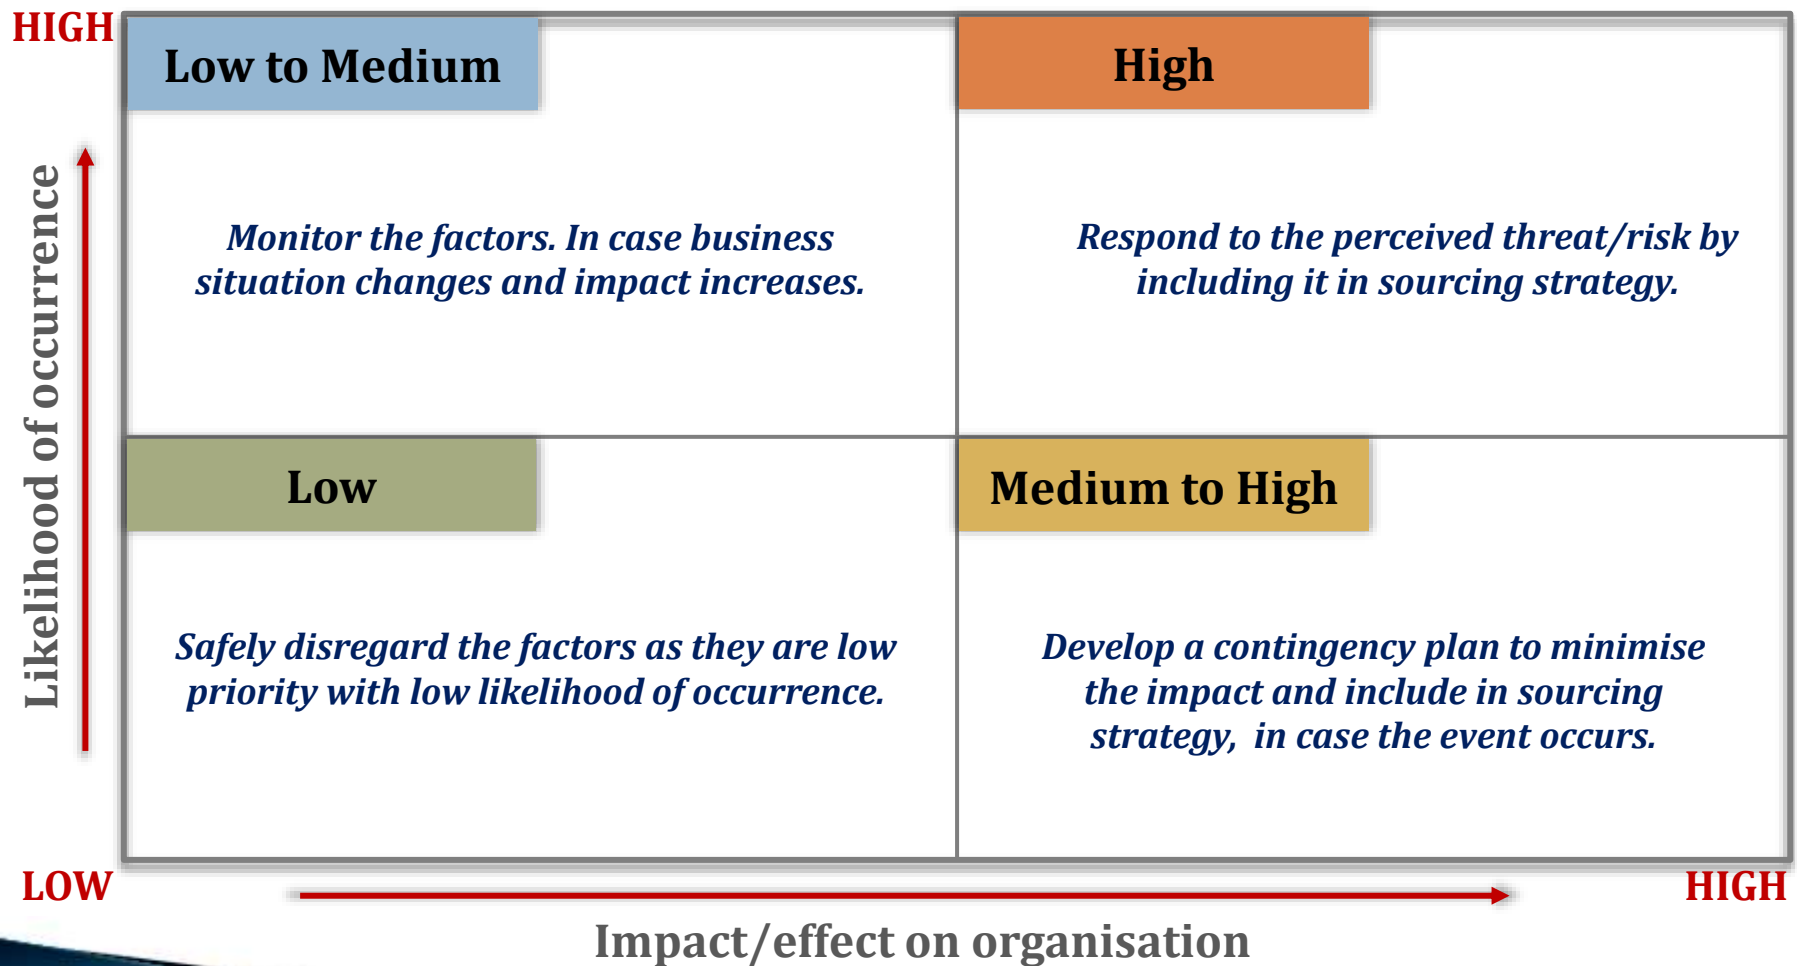 HIGH
Low to Medium
High
Monitor the factors. In case business
situation changes and impact increases.
Respond to the perceived threat/risk by
including it in sourcing strategy.
Likelihood of occurrence
Low
Medium to High
Safely disregard the factors as they are low
priority with low likelihood of occurrence.
Develop a contingency plan to minimise
the impact and include in sourcing
strategy,  in case the event occurs.
LOW
HIGH
Impact/effect on organisation